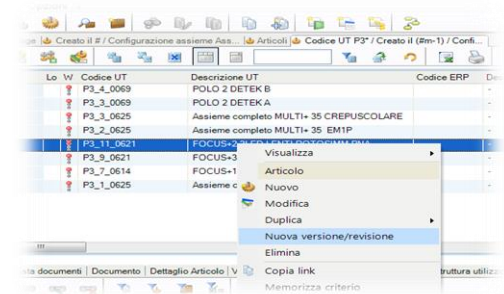 Creato il # / Configurazione assieme Ass... Articoli Codice UT P3* / Creato il (#m-1) / Confi...
Lo W Codice UT Descrizione UT Codice ERP
P3_4_0069 POLO 2 DETEK B
P3_3_0069 POLO 2 DETEK A
P3_3_0625 Assieme completo MULTI+ 35 CREPUSCOLARE
P3_2_0625 Assieme completo MULTI+ 35 EM1P
P3_11_0621
P3_9_0621 FOCUS+3
P3_7_0614 FOCUS+1
P3_1_0625 Assieme c
Visualizza
Articolo
Nuovo
Modifica
Duplica
Nuova versione/revisione
Elimina
Copia link
Memorizza criterio
documenti Documento Dettaglio Articolo V